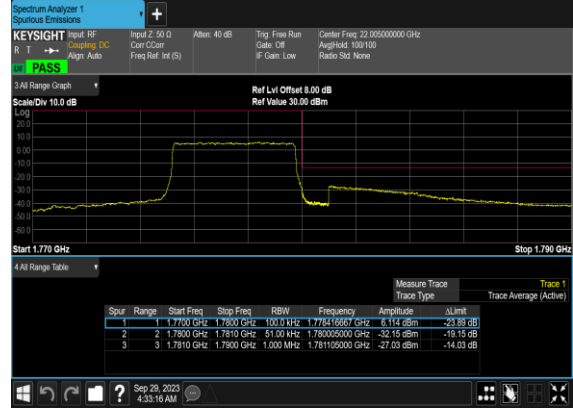 Spectrum Analyzer 1
Spurious Emissions
+
KEYSIGHT Input: RF Input Z: 50 Ω Atten: 40 dB Trig: Free Run Center Freq: 22.005000000 GHz
R T Coupling: DC Corr CCorr Gate: Off Avg|Hold: 100/100
Align: Auto Freq Ref: Int (S) IF Gain: Low Radio Std: None
PASS
3 All Range Graph Ref Lvl Offset 8.00 dB
Scale/Div 10.0 dB Ref Value 30.00 dBm
Log
20.0
10.0
0.00
-10.0
-20.0
-30.0
-40.0
-50.0
-60.0
Start 1.770 GHz Stop 1.790 GHz
4 All Range Table
Measure Trace Trace 1
Trace Type Trace Average (Active)
Spur Range Start Freq Stop Freq RBW Frequency Amplitude ΔLimit
1 1 1.7700 GHz 1.7800 GHz 100.0 kHz 1.778416667 GHz 6.114 dBm -23.89 dB
2 2 1.7800 GHz 1.7810 GHz 51.00 kHz 1.780005000 GHz -32.15 dBm -19.15 dB
3 3 1.7810 GHz 1.7900 GHz 1.000 MHz 1.781105000 GHz -27.03 dBm -14.03 dB
? Sep 29, 2023
4:33:16 AM